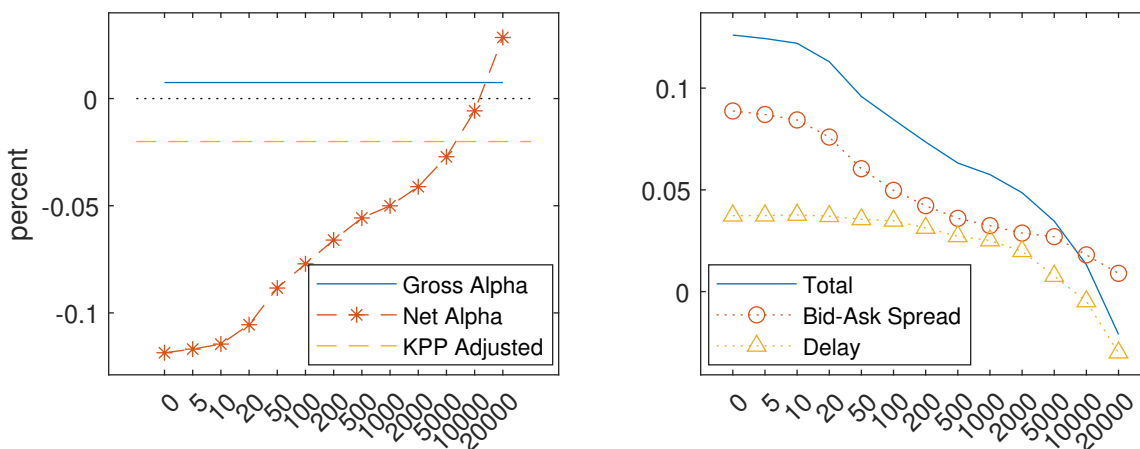 percent
0
-0.05
-0.1
Gross Alpha
Net Alpha
KPP Adjusted
0 5 10 20 50 100 200 500 1000 2000 5000 10000 20000
0.1
0.05
0
Total
Bid-Ask Spread
Delay
0 5 10 20 50 100 200 500 1000 2000 5000 10000 20000